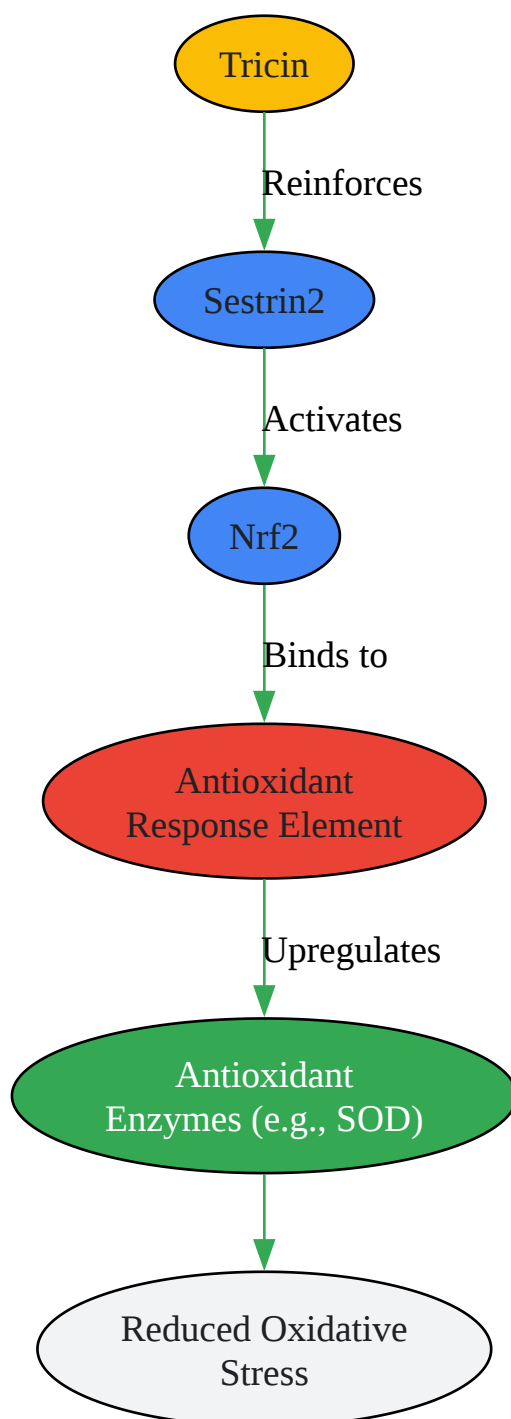 Tricin
Reinforces
Sestrin2
Activates
Nrf2
Binds to
Antioxidant
Response Element
Upregulates
Antioxidant
Enzymes (e.g., SOD)
Reduced Oxidative
Stress